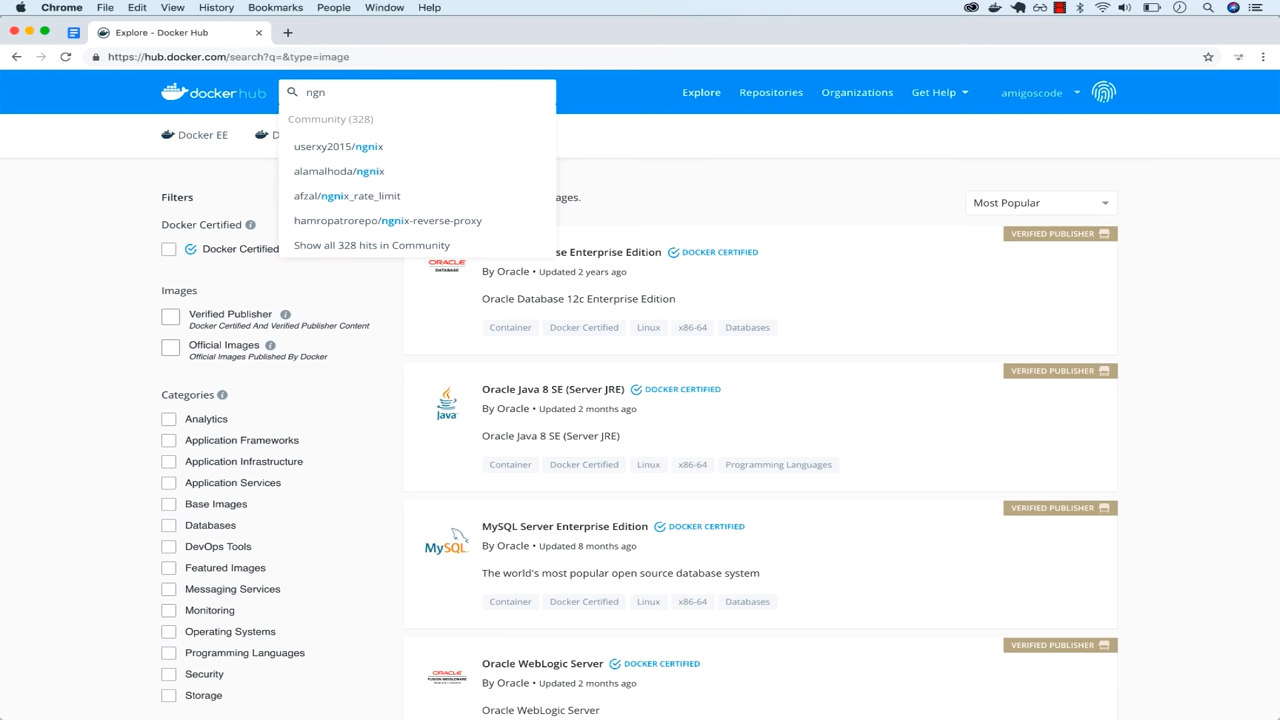 Chrome File Edit View History Bookmarks People Window Help
Explore - Docker Hub
https://hub.docker.com/search?q=&type=image
docker hub
ngn
Explore Repositories Organizations Get Help amigoscode
Community (328)
userxy2015/ngnix
alamalhoda/ngnix
afzal/ngnix_rate_limit
hamropatrorepo/ngnix-reverse-proxy
Show all 328 hits in Community
Docker EE D
Filters
Docker Certified
Docker Certified
Images
Verified Publisher
Docker Certified And Verified Publisher Content
Official Images
Official Images Published By Docker
Categories
Analytics
Application Frameworks
Application Infrastructure
Application Services
Base Images
Databases
DevOps Tools
Featured Images
Messaging Services
Monitoring
Operating Systems
Programming Languages
Security
Storage
ges.
Most Popular
VERIFIED PUBLISHER
ORACLE
DATABASE
se Enterprise Edition DOCKER CERTIFIED
By Oracle • Updated 2 years ago
Oracle Database 12c Enterprise Edition
Container Docker Certified Linux x86-64 Databases
VERIFIED PUBLISHER
Java
Oracle Java 8 SE (Server JRE) DOCKER CERTIFIED
By Oracle • Updated 2 months ago
Oracle Java 8 SE (Server JRE)
Container Docker Certified Linux x86-64 Programming Languages
VERIFIED PUBLISHER
MySQL
MySQL Server Enterprise Edition DOCKER CERTIFIED
By Oracle • Updated 8 months ago
The world's most popular open source database system
Container Docker Certified Linux x86-64 Databases
VERIFIED PUBLISHER
ORACLE
Oracle WebLogic Server DOCKER CERTIFIED
By Oracle • Updated 2 months ago
Oracle WebLogic Server